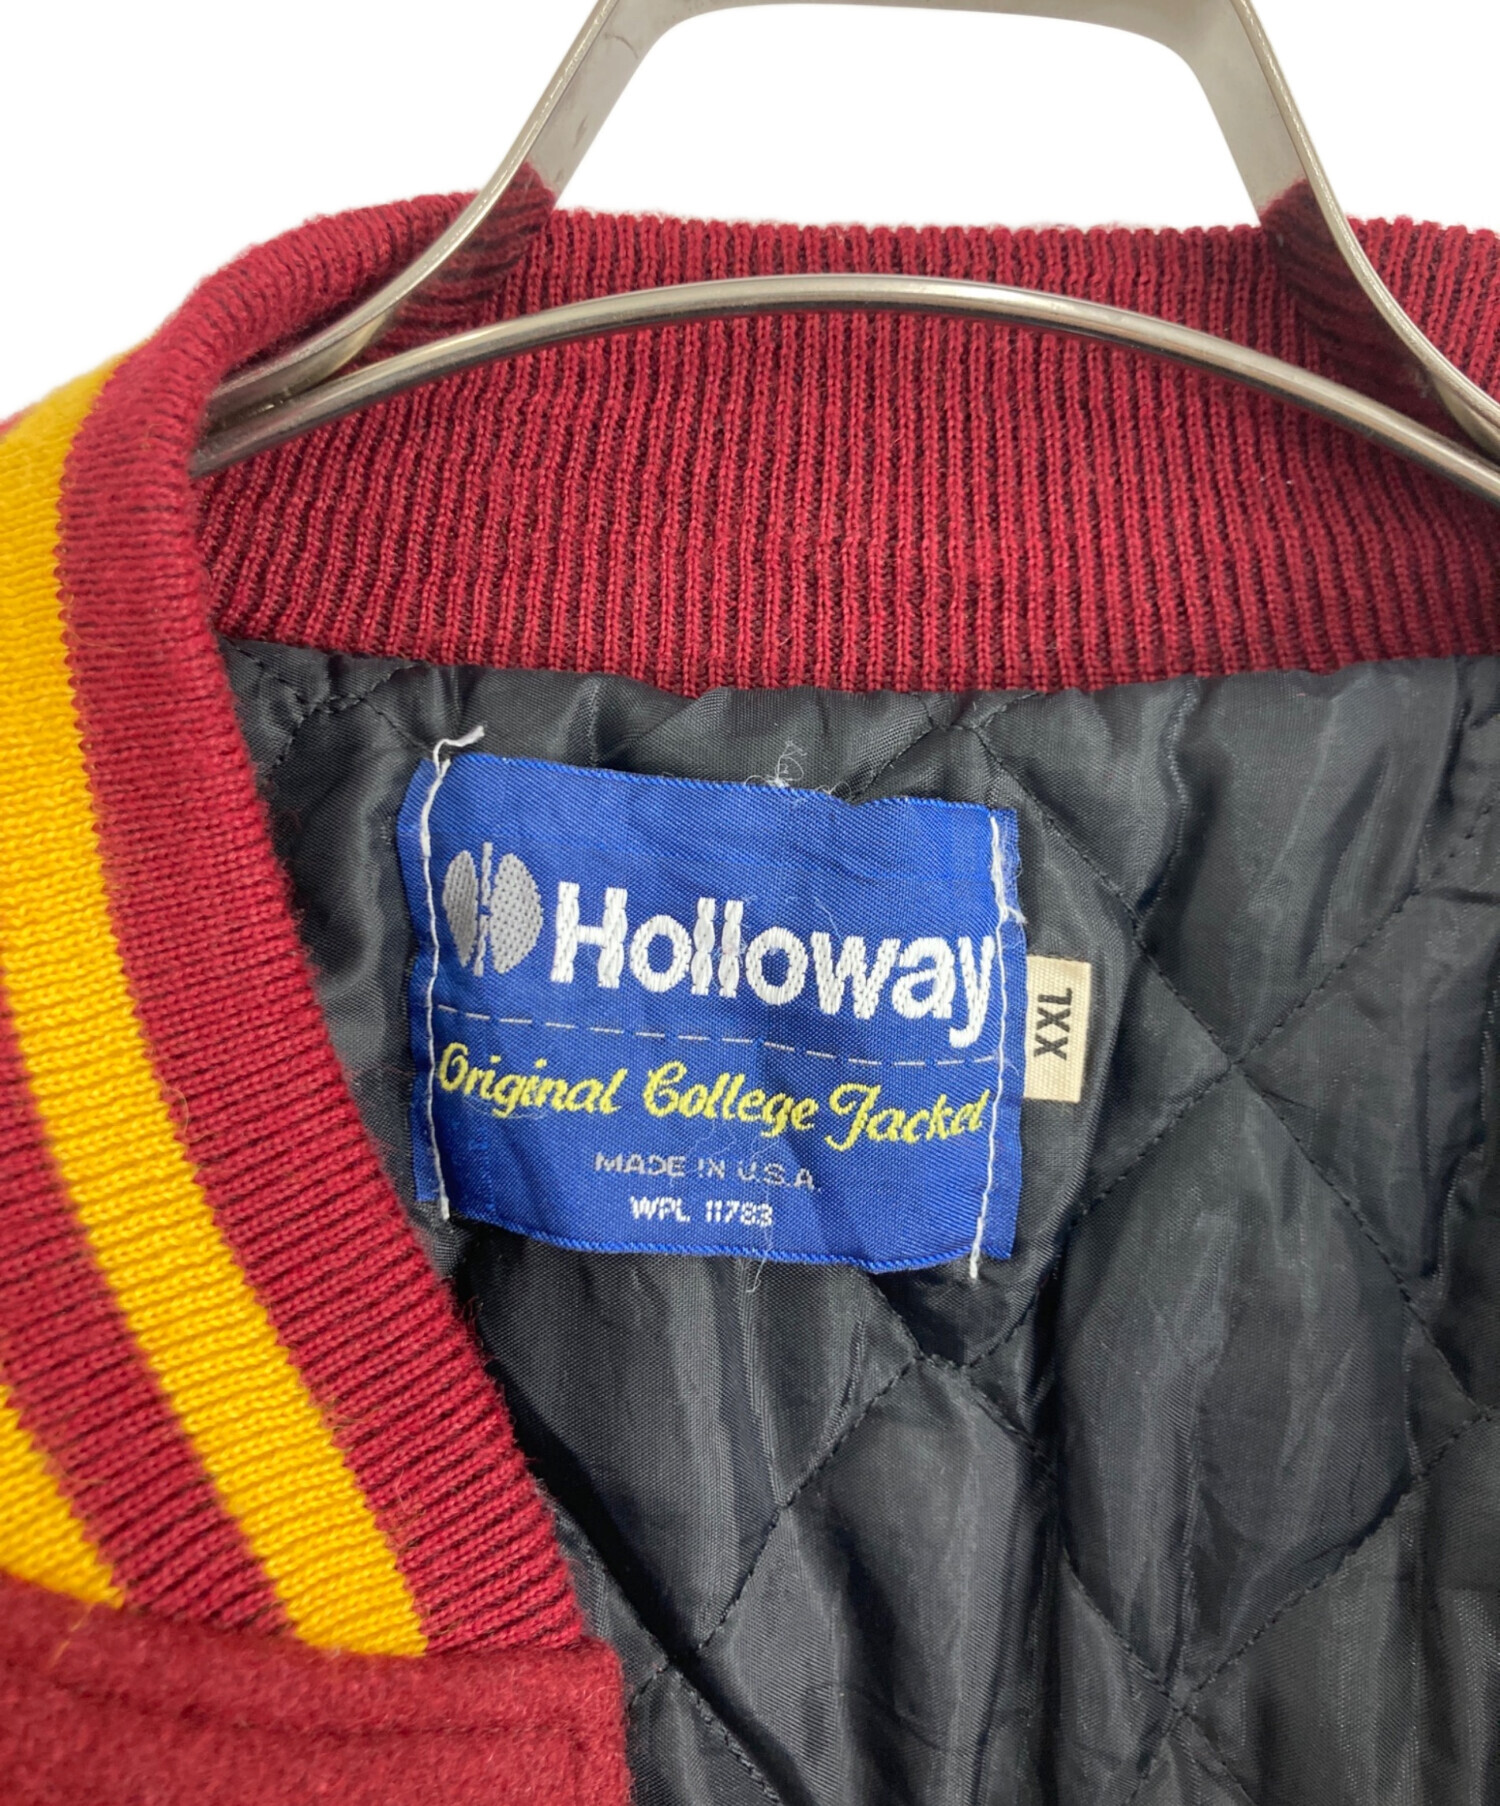 Holloway
Original College Jacket
MADE IN U.S.A.
WPL 11783
XXL